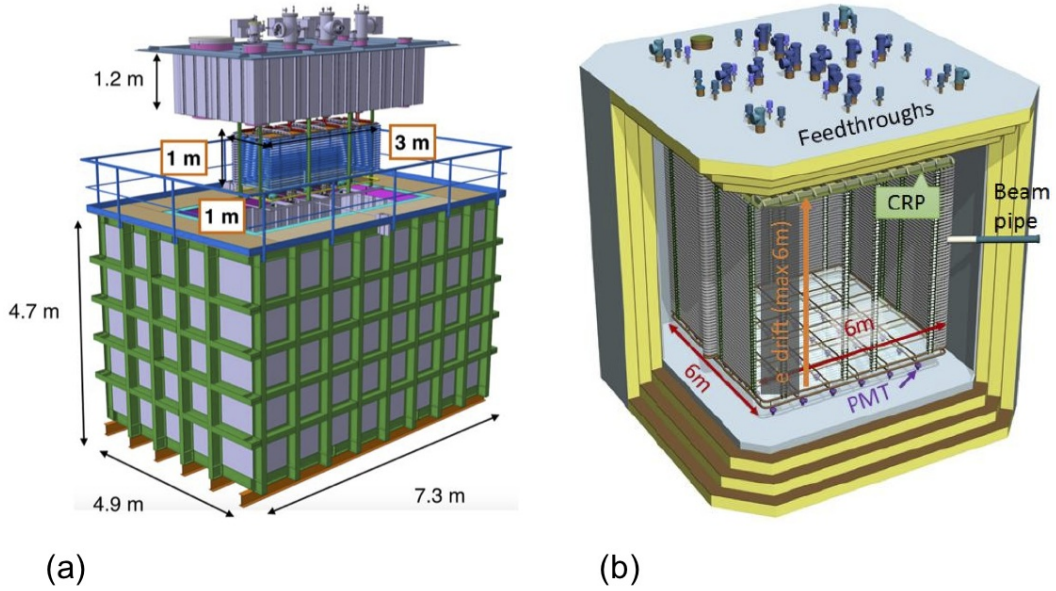 1.2 m
1 m
3 m
1 m
4.7 m
4.9 m
7.3 m
(a)
Feedthroughs
CRP
Beam
pipe
e⁻ drift (max 6m)
6m
6m
PMT
(b)